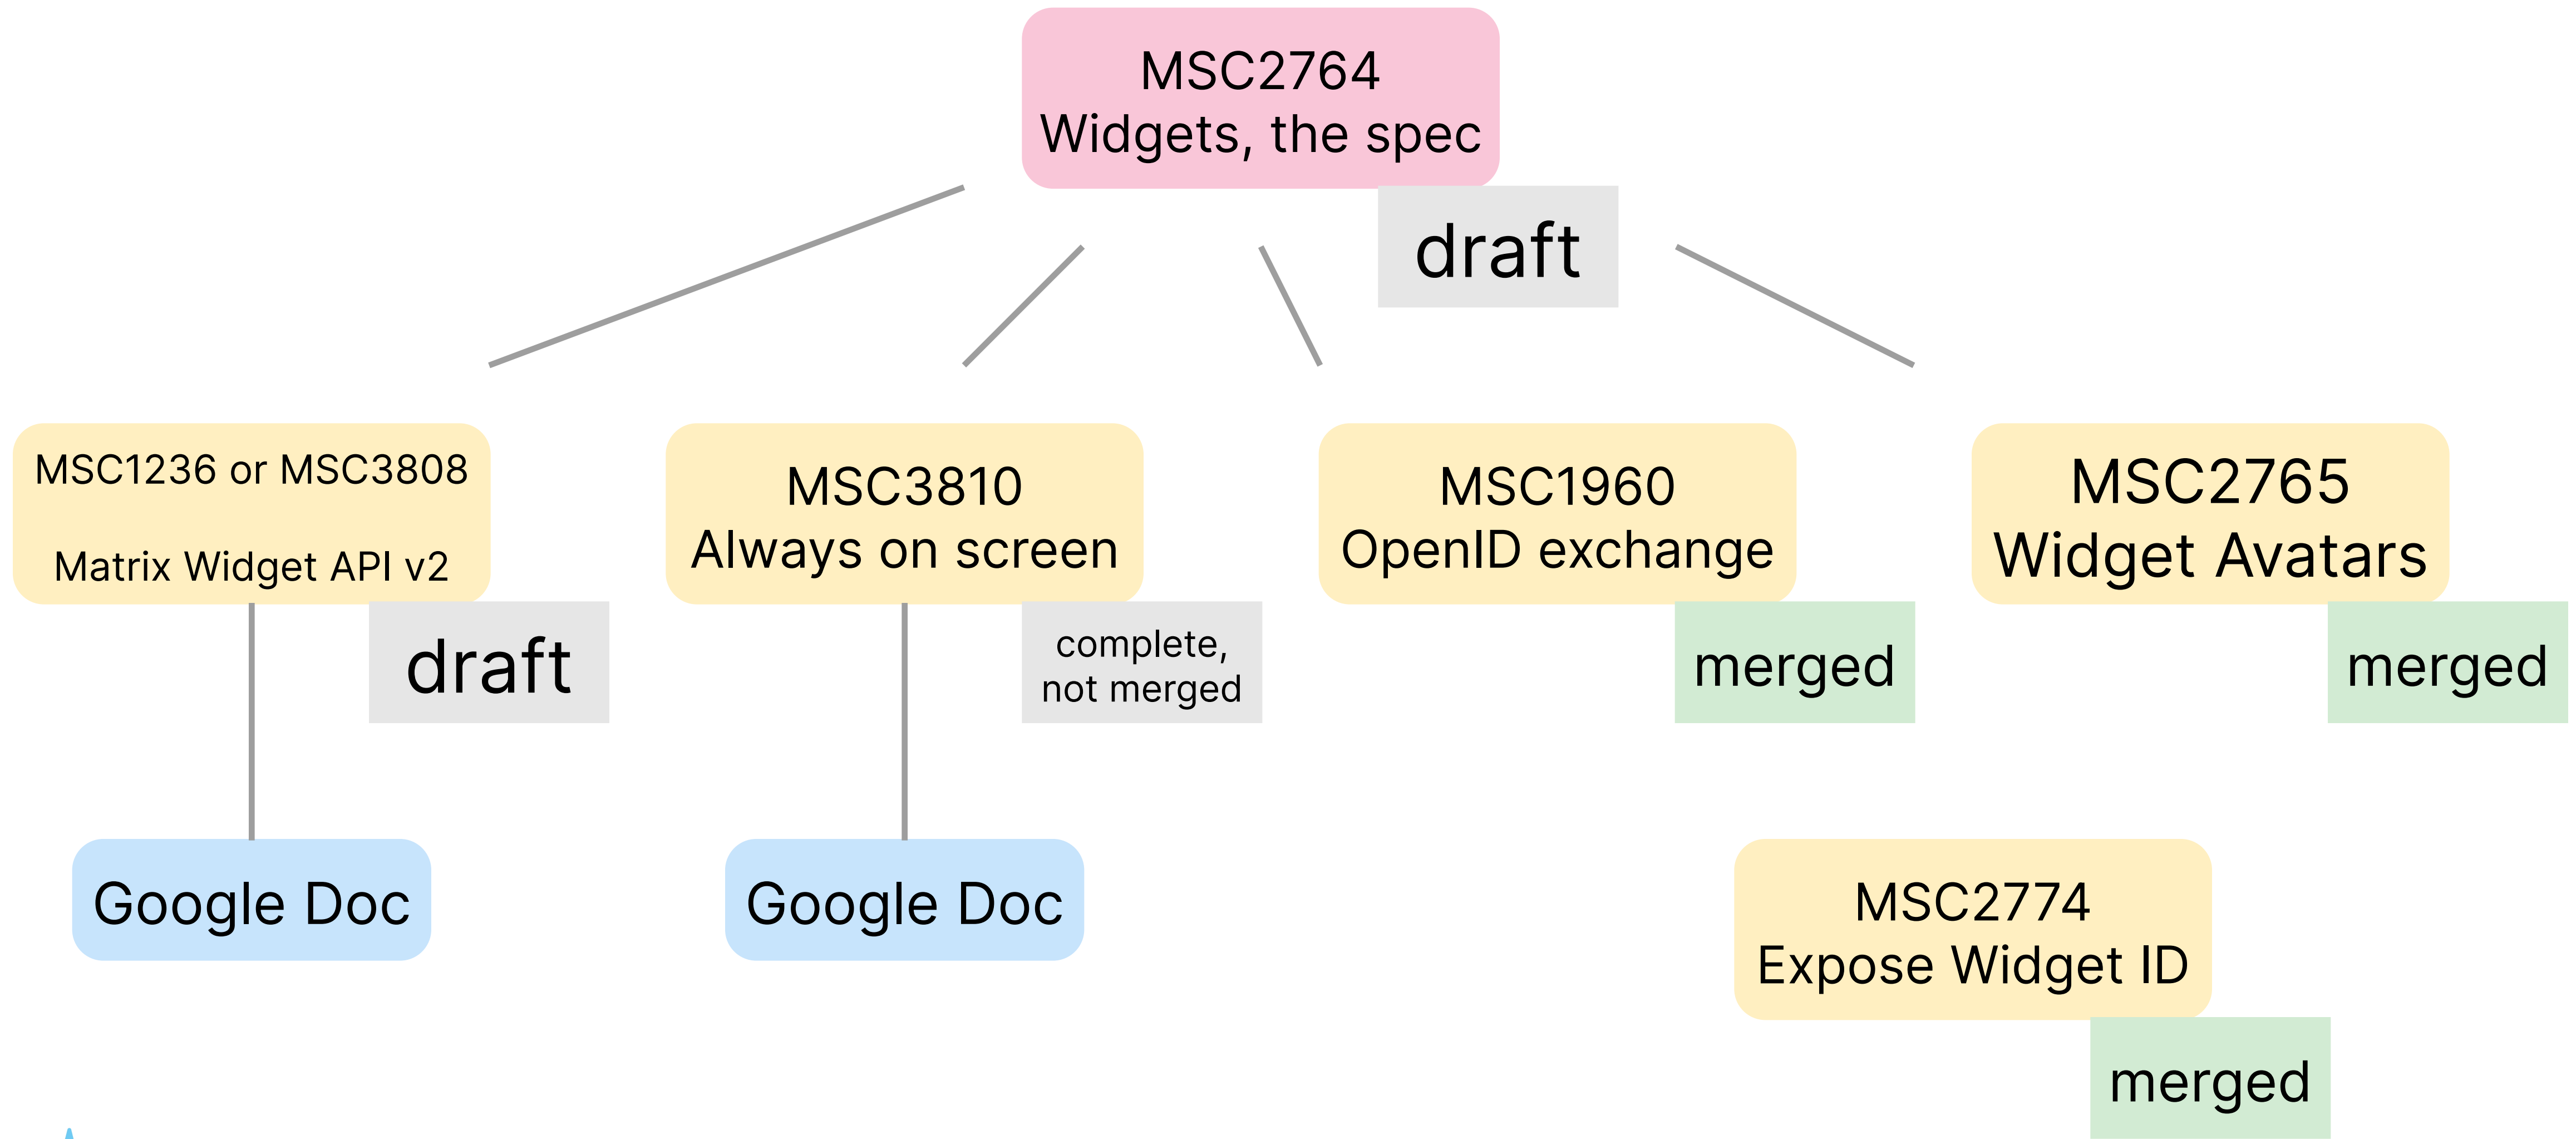 MSC2764
Widgets, the spec
draft
MSC1236 or MSC3808
Matrix Widget API v2
draft
MSC3810
Always on screen
complete,
not merged
MSC1960
OpenID exchange
merged
MSC2765
Widget Avatars
merged
Google Doc
Google Doc
MSC2774
Expose Widget ID
merged